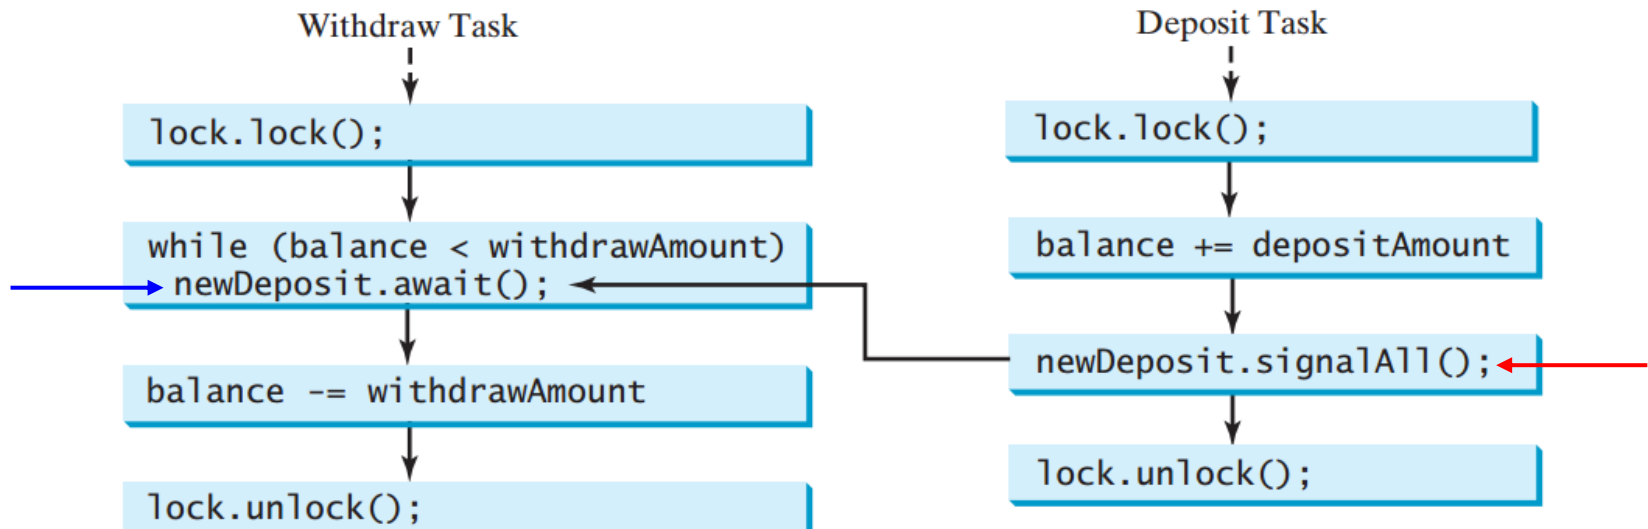 Withdraw Task
lock.lock();
while (balance < withdrawAmount)
newDeposit.await();
balance -= withdrawAmount
lock.unlock();
Deposit Task
lock.lock();
balance += depositAmount
newDeposit.signalAll();
lock.unlock();